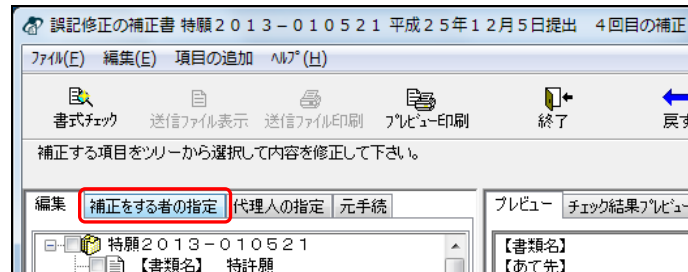 誤記修正の補正書 特願２０１３－０１０５２１ 平成２５年１２月５日提出　４回目の補正
ﾌｧｲﾙ(F)　編集(E)　項目の追加　ﾍﾙﾌﾟ(H)
書式ﾁｪｯｸ　送信ﾌｧｲﾙ表示　送信ﾌｧｲﾙ印刷　ﾌﾟﾚﾋﾞｭｰ印刷　終了　戻す
補正する項目をツリーから選択して内容を修正して下さい。
編集　補正をする者の指定　代理人の指定　元手続　プレビュー　チェック結果ﾌﾟﾚﾋﾞｭｰ
特願２０１３－０１０５２１　【書類名】
【書類名】　特許願　【あて先】